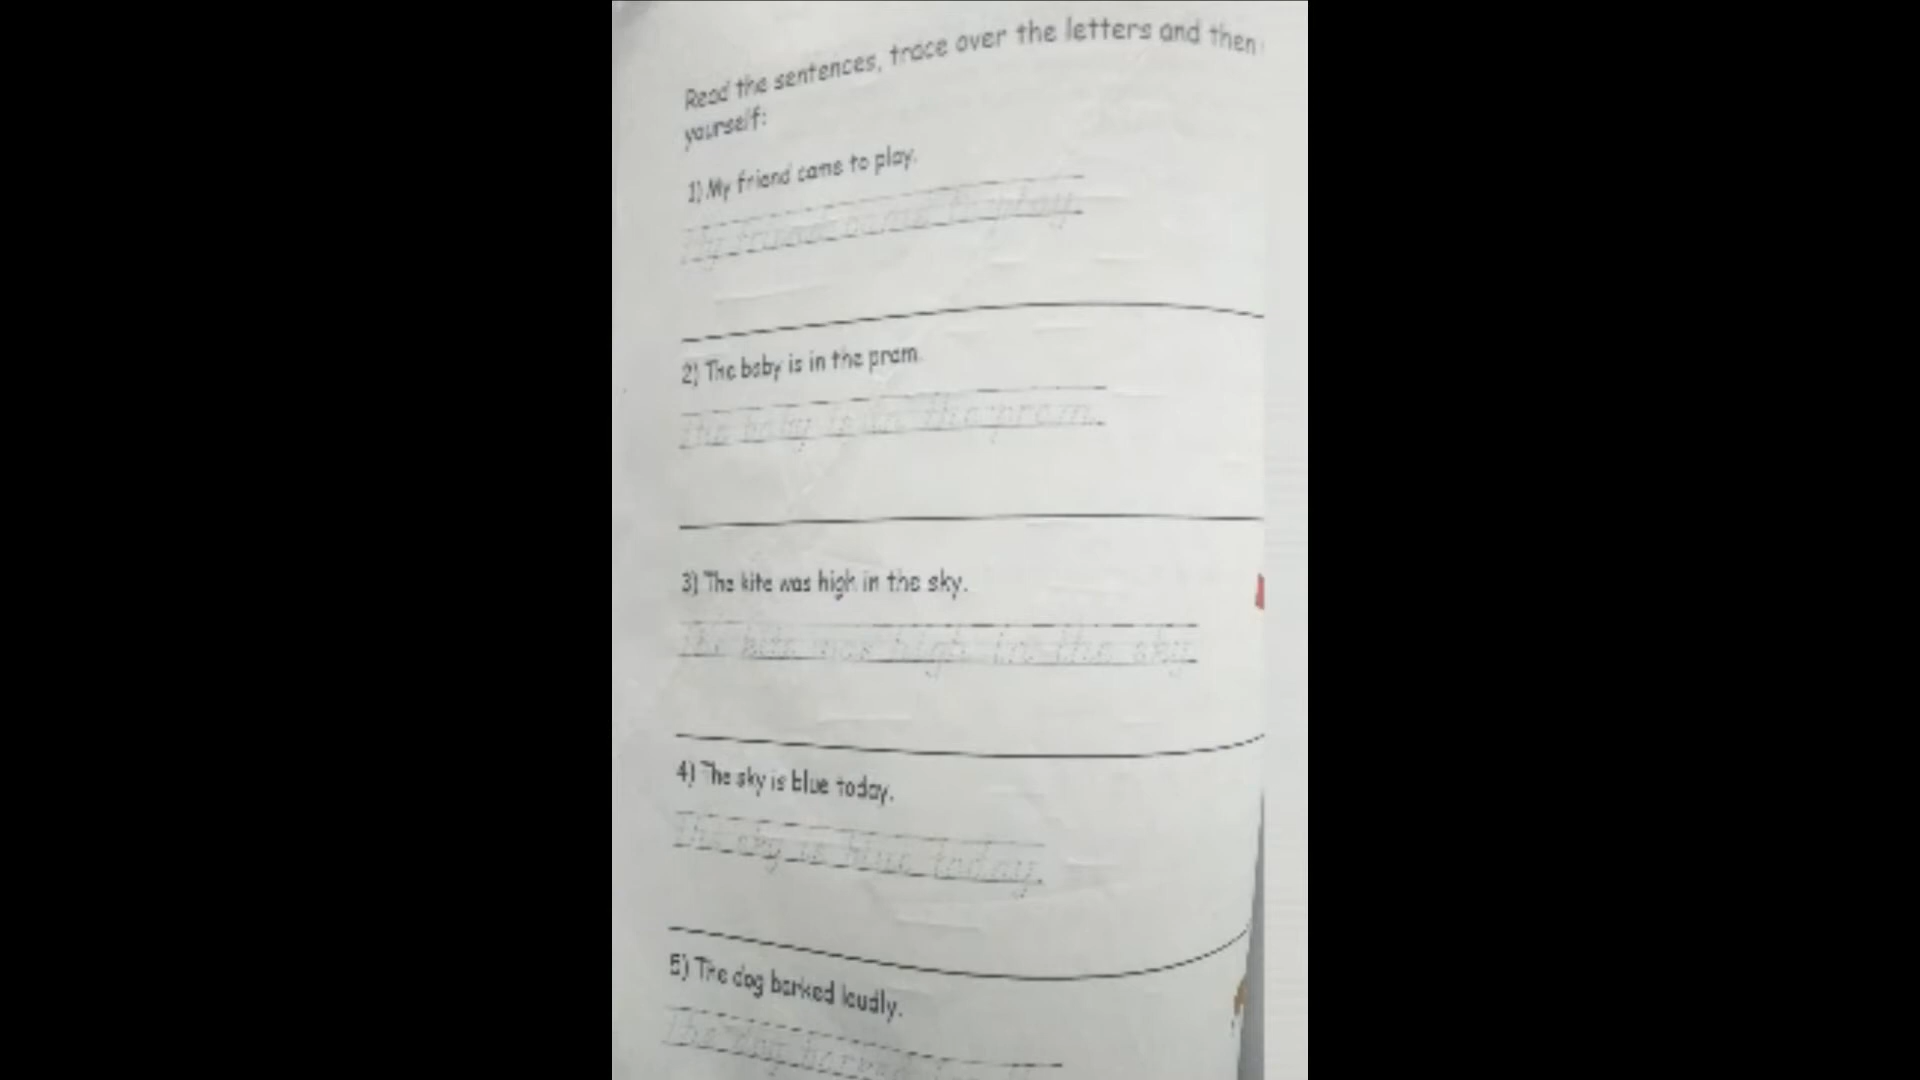 Read the sentences, trace over the letters and then
yourself:
1) My friend came to play.
My friend came to play.
2) The baby is in the pram.
The baby is in the pram.
3) The kite was high in the sky.
The kite was high in the sky.
4) The sky is blue today.
The sky is blue today.
5) The dog barked loudly.
The dog barked